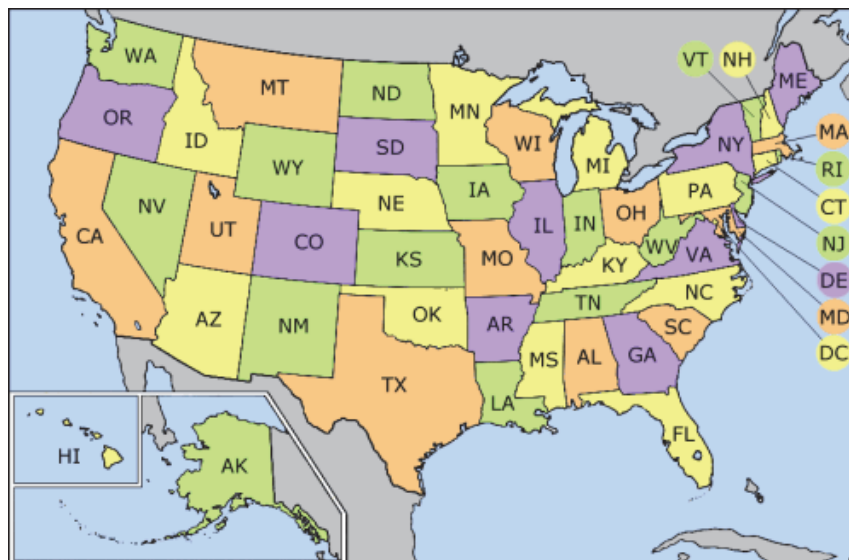 WA
MT
ND
MN
VT
NH
ME
OR
ID
SD
WI
MI
NY
MA
RI
WY
IA
PA
CT
NE
NV
UT
CO
CA
IL
IN
OH
WV
VA
NJ
KS
MO
KY
DE
AZ
NM
OK
AR
TN
NC
MD
SC
MS
AL
GA
DC
TX
LA
FL
HI
AK